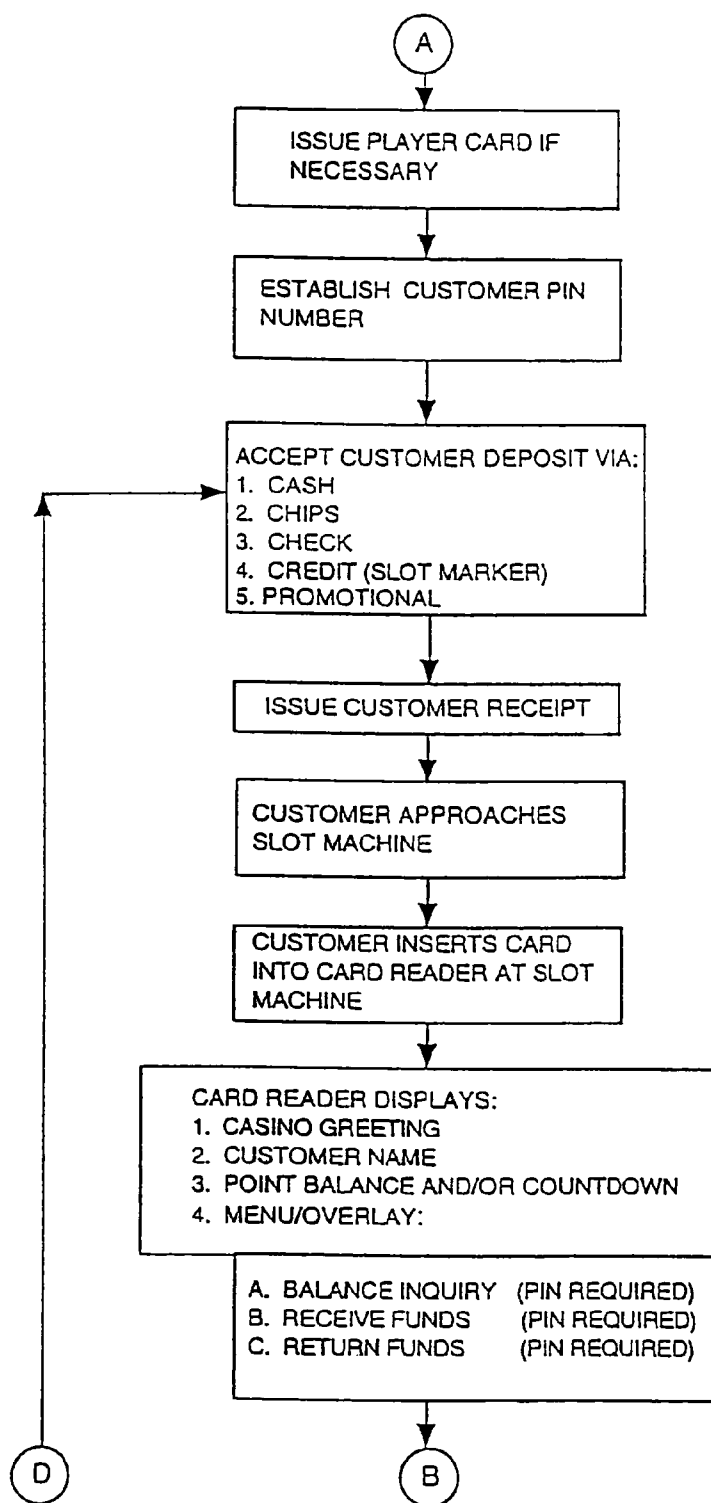 A
ISSUE PLAYER CARD IF
NECESSARY
ESTABLISH CUSTOMER PIN
NUMBER
ACCEPT CUSTOMER DEPOSIT VIA:
1. CASH
2. CHIPS
3. CHECK
4. CREDIT (SLOT MARKER)
5. PROMOTIONAL
ISSUE CUSTOMER RECEIPT
CUSTOMER APPROACHES
SLOT MACHINE
CUSTOMER INSERTS CARD
INTO CARD READER AT SLOT
MACHINE
CARD READER DISPLAYS:
1. CASINO GREETING
2. CUSTOMER NAME
3. POINT BALANCE AND/OR COUNTDOWN
4. MENU/OVERLAY:
A. BALANCE INQUIRY (PIN REQUIRED)
B. RECEIVE FUNDS (PIN REQUIRED)
C. RETURN FUNDS (PIN REQUIRED)
D
B